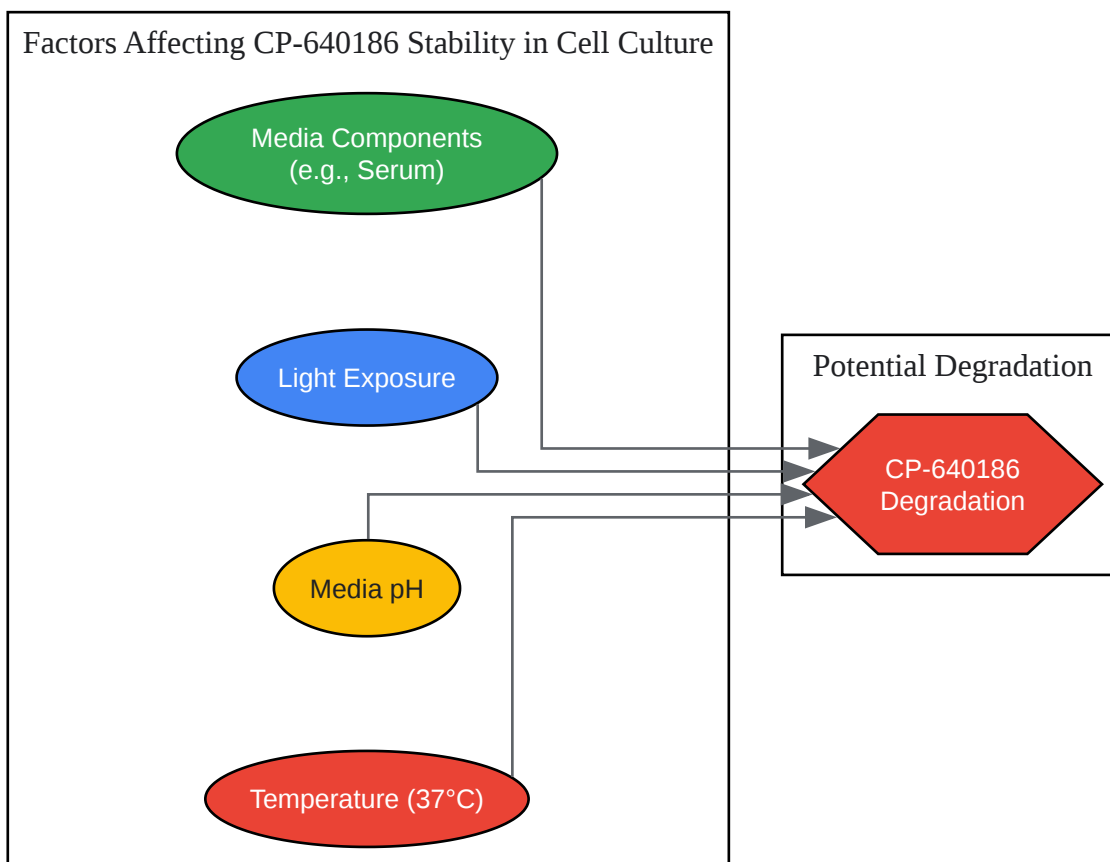 Factors Affecting CP-640186 Stability in Cell Culture
Media Components
(e.g., Serum)
Light Exposure
Media pH
Temperature (37°C)
Potential Degradation
CP-640186
Degradation